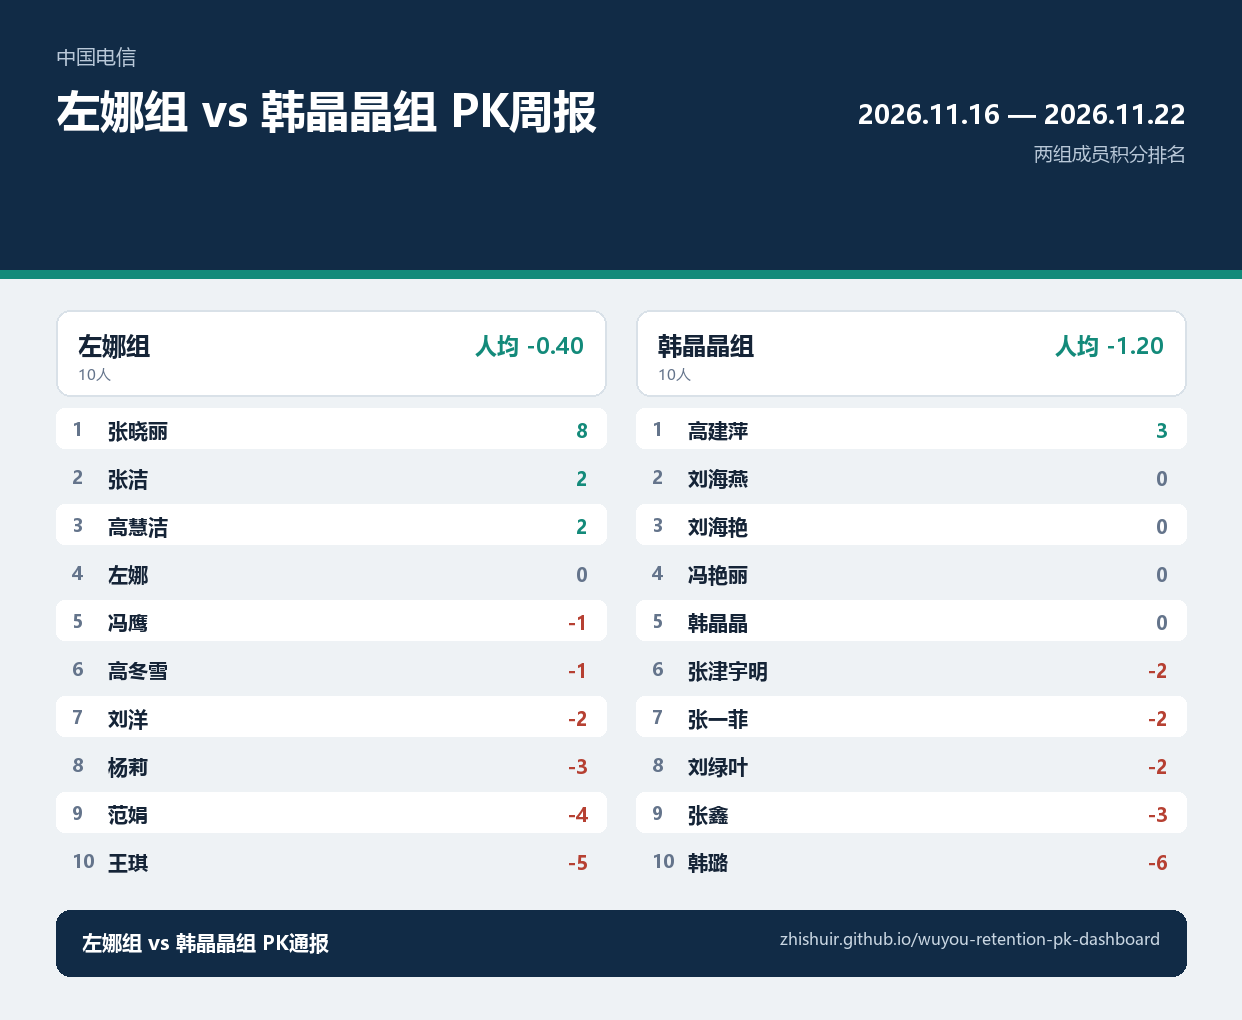 中国电信
左娜组 vs 韩晶晶组 PK周报
2026.11.16 — 2026.11.22
两组成员积分排名
左娜组 人均 -0.40
10人
1 张晓丽 8
2 张洁 2
3 高慧洁 2
4 左娜 0
5 冯鹰 -1
6 高冬雪 -1
7 刘洋 -2
8 杨莉 -3
9 范娟 -4
10 王琪 -5
韩晶晶组 人均 -1.20
10人
1 高建萍 3
2 刘海燕 0
3 刘海艳 0
4 冯艳丽 0
5 韩晶晶 0
6 张津宇明 -2
7 张一菲 -2
8 刘绿叶 -2
9 张鑫 -3
10 韩璐 -6
左娜组 vs 韩晶晶组 PK通报
zhishuir.github.io/wuyou-retention-pk-dashboard